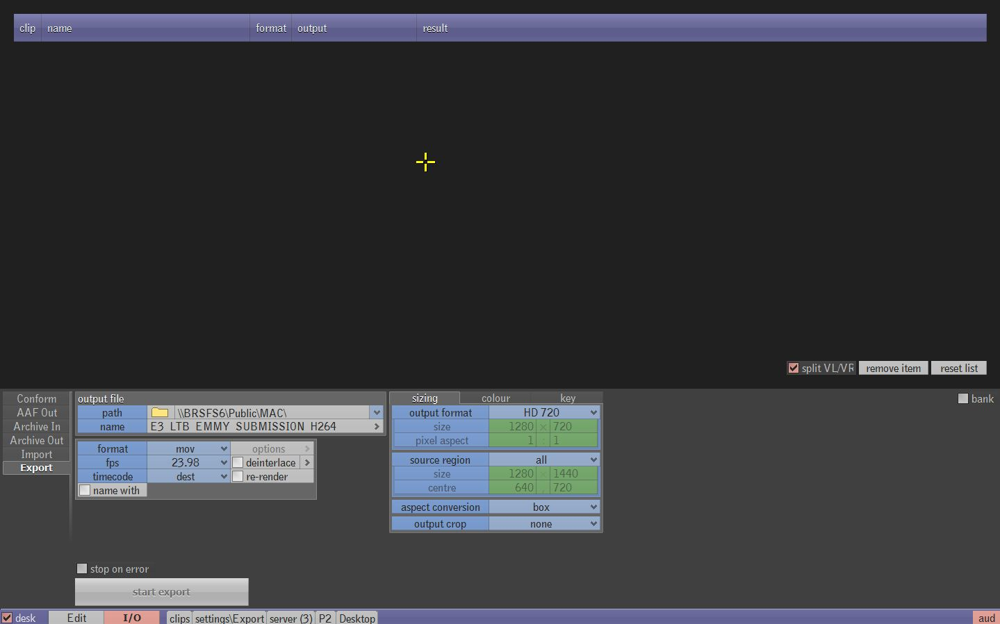 clip name format output result
split VL/VR remove item reset list
Conform
AAF Out
Archive In
Archive Out
Import
Export
output file
path \\BRSFS6\Public\MAC\
name E3 LTB EMMY SUBMISSION H264
format mov options
fps 23.98 deinterlace
timecode dest re-render
name with
sizing colour key
output format HD 720
size 1280 x 720
pixel aspect 1 : 1
source region all
size 1280 x 1440
centre 640 , 720
aspect conversion box
output crop none
bank
stop on error
start export
desk Edit I/O clips settings\Export server (3) P2 Desktop aud